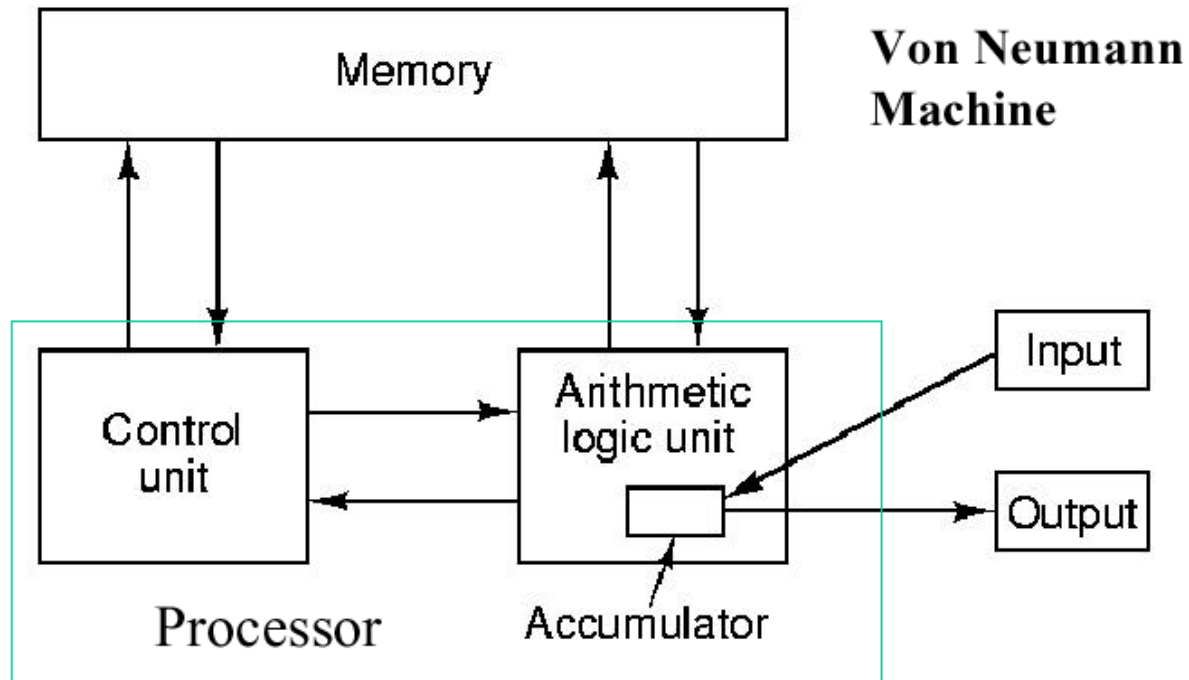 Memory
Von Neumann
Machine
Control
unit
Arithmetic
logic unit
Input
Output
Processor
Accumulator